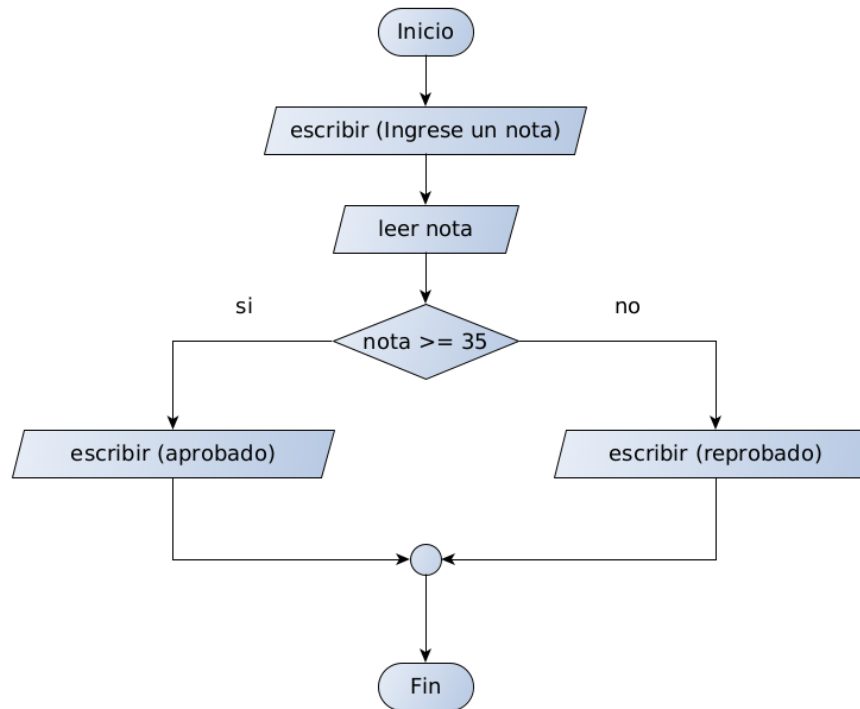 Inicio
escribir (Ingrese un nota)
leer nota
si
no
nota >= 35
escribir (aprobado)
escribir (reprobado)
Fin